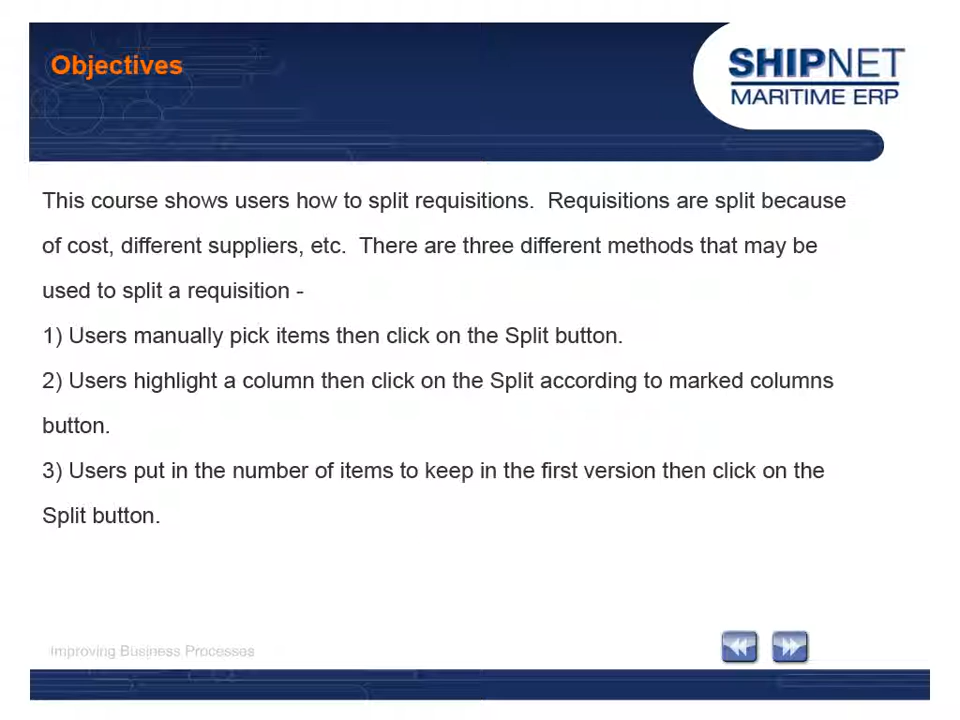 Objectives
SHIPNET
MARITIME ERP
This course shows users how to split requisitions.  Requisitions are split because
of cost, different suppliers, etc.  There are three different methods that may be
used to split a requisition -
1) Users manually pick items then click on the Split button.
2) Users highlight a column then click on the Split according to marked columns
button.
3) Users put in the number of items to keep in the first version then click on the
Split button.
Improving Business Processes